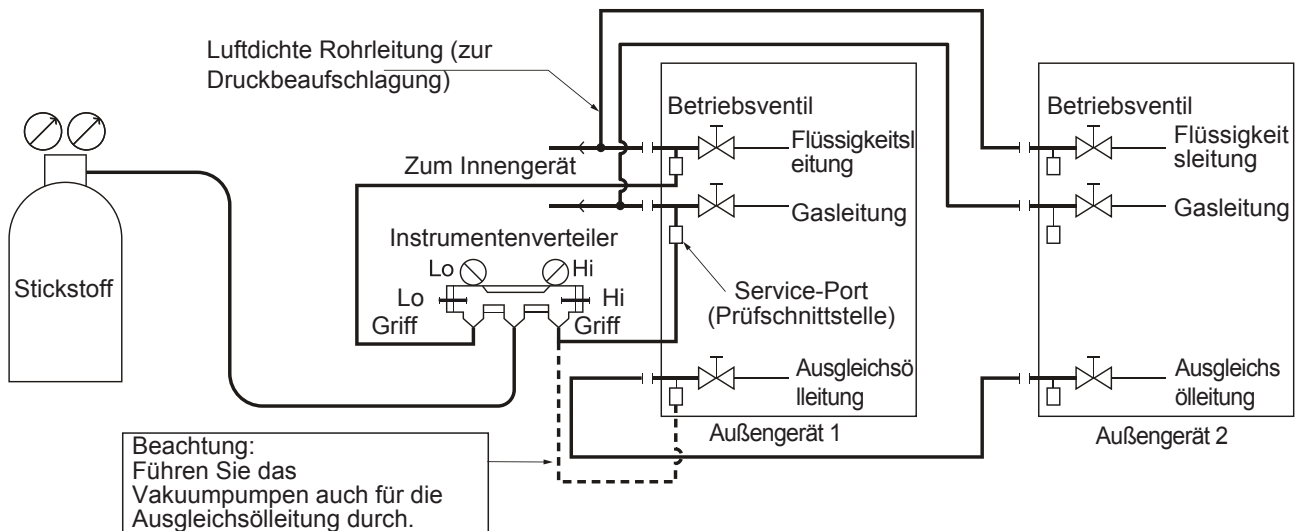 Luftdichte Rohrleitung (zur
Druckbeaufschlagung)
Betriebsventil
Flüssigkeitsl
eitung
Zum Innengerät
Gasleitung
Instrumentenverteiler
Lo
Hi
Lo
Hi
Griff
Griff
Stickstoff
Service-Port
(Prüfschnittstelle)
Ausgleichsö
lleitung
Außengerät 1
Betriebsventil
Flüssigkeit
sleitung
Gasleitung
Ausgleichs
ölleitung
Außengerät 2
Beachtung:
Führen Sie das
Vakuumpumpen auch für die
Ausgleichsölleitung durch.